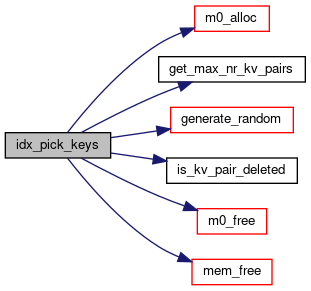 m0_alloc
get_max_nr_kv_pairs
generate_random
idx_pick_keys
is_kv_pair_deleted
m0_free
mem_free